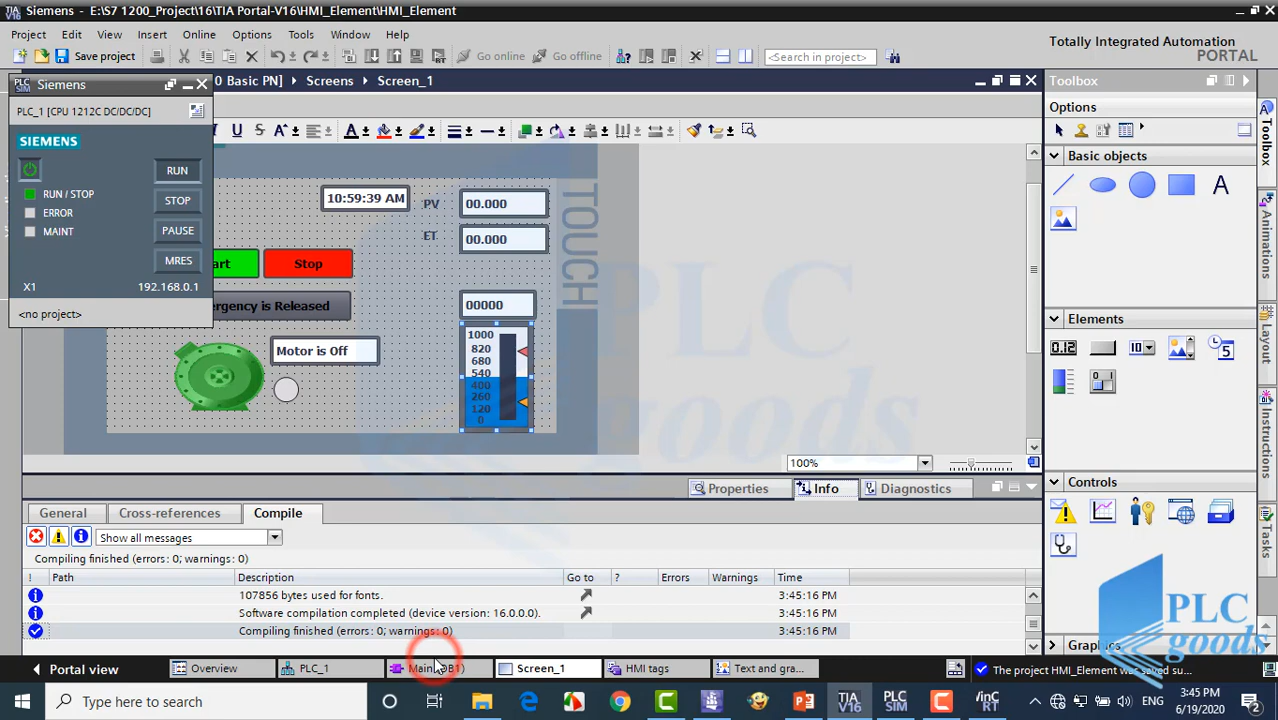 Siemens - E:\S7 1200_Project\16\TIA Portal-V16\HMI_Element\HMI_Element
Project Edit View Insert Online Options Tools Window Help
Totally Integrated Automation
PORTAL
Save project
Go online
Go offline
<Search in project>
Siemens
0 Basic PN] Screens Screen_1
Toolbox
PLC_1 [CPU 1212C DC/DC/DC]
SIEMENS
RUN
RUN / STOP
STOP
ERROR
MAINT
PAUSE
MRES
X1 192.168.0.1
<no project>
10:59:39 AM
PV 00.000
ET 00.000
TOUCH
art Stop
00000
ergency is Released
Motor is Off
1000
820
680
540
400
260
120
0
PLC
goods
100%
Options
Basic objects
Elements
Controls
Graphics
Toolbox
Animations
Layout
Instructions
Tasks
Properties Info Diagnostics
General Cross-references Compile
Show all messages
Compiling finished (errors: 0; warnings: 0)
! Path Description Go to ? Errors Warnings Time
107856 bytes used for fonts. 3:45:16 PM
Software compilation completed (device version: 16.0.0.0). 3:45:16 PM
Compiling finished (errors: 0; warnings: 0) 3:45:16 PM
PLC
goods
Portal view Overview PLC_1 Main (OB1) Screen_1 HMI tags Text and gra...
The project HMI_Element was saved su...
Type here to search
TIA V16
PLC SIM
vinC RT
ENG
3:45 PM
6/19/2020